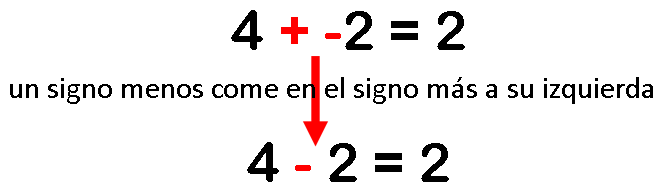 4 + -2 = 2
un signo menos come en el signo más a su izquierda
4 - 2 = 2